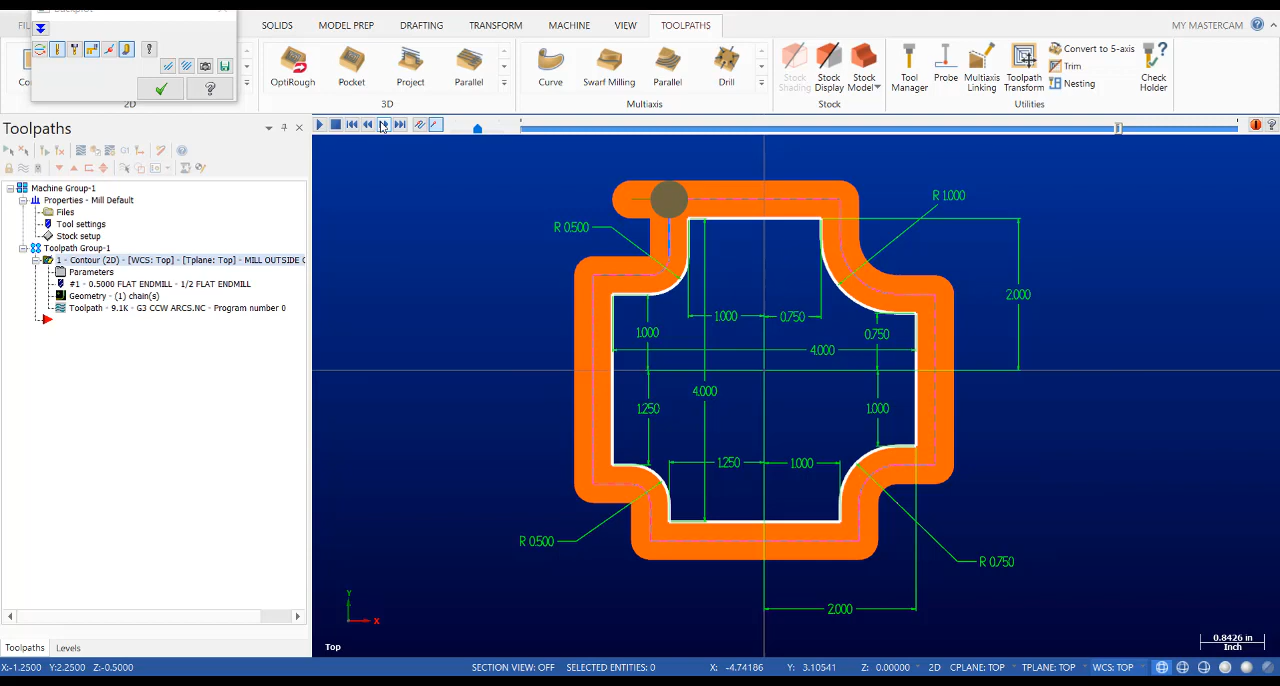 SOLIDS
MODEL PREP
DRAFTING
TRANSFORM
MACHINE
VIEW
TOOLPATHS
MY MASTERCAM
OptiRough
Pocket
Project
Parallel
Curve
Swarf Milling
Parallel
Drill
Stock Shading
Stock Display
Stock Model
Tool Manager
Probe
Multiaxis Linking
Toolpath Transform
Convert to 5-axis
Trim
Nesting
Check Holder
2D
3D
Multiaxis
Stock
Utilities
Toolpaths
Machine Group-1
Properties - Mill Default
Files
Tool settings
Stock setup
Toolpath Group-1
1 - Contour (2D) - [WCS: Top] - [Tplane: Top] - MILL OUTSIDE
Parameters
#1 - 0.5000 FLAT ENDMILL - 1/2 FLAT ENDMILL
Geometry - (1) chain(s)
Toolpath - 9.1K - G3 CCW ARCS.NC - Program number 0
R 1.000
R 0.500
2.000
1.000
0.750
1.000
0.750
4.000
4.000
1.250
1.000
1.250
1.000
R 0.500
R 0.750
2.000
Y
X
Top
0.8426 in
Inch
Toolpaths
Levels
X:-1.2500 Y:2.2500 Z:-0.5000
SECTION VIEW: OFF
SELECTED ENTITIES: 0
X: -4.74186
Y: 3.10541
Z: 0.00000
2D
CPLANE: TOP
TPLANE: TOP
WCS: TOP